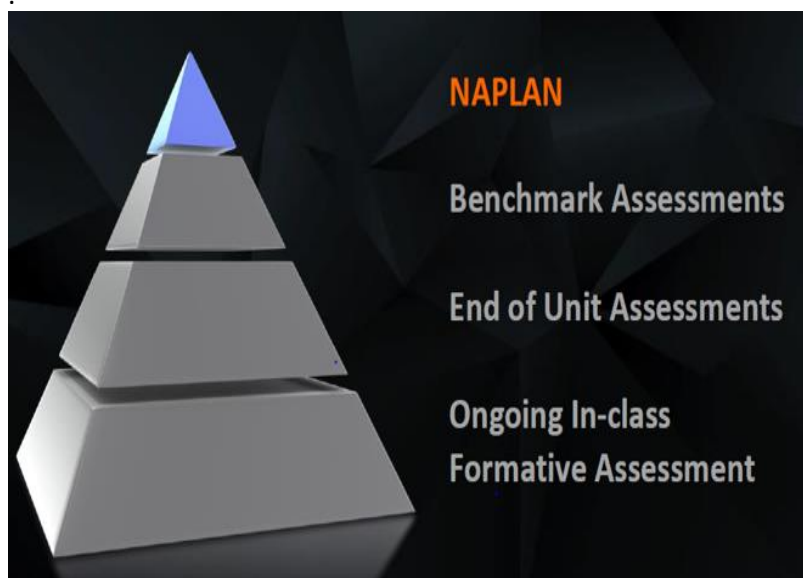 NAPLAN
Benchmark Assessments
End of Unit Assessments
Ongoing In-class
Formative Assessment